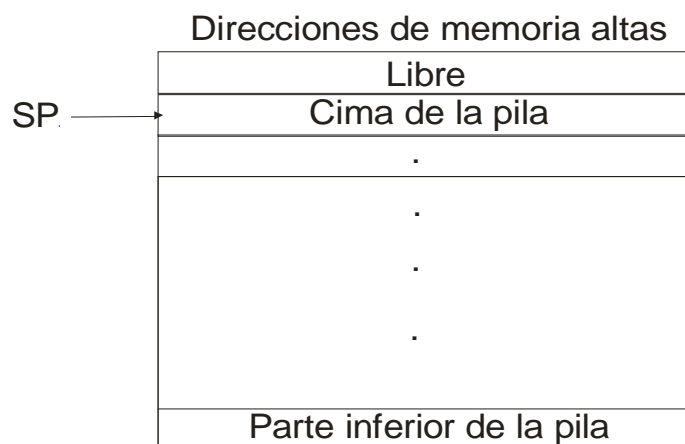 Direcciones de memoria altas
Libre
SP
Cima de la pila
.
.
.
.
Parte inferior de la pila